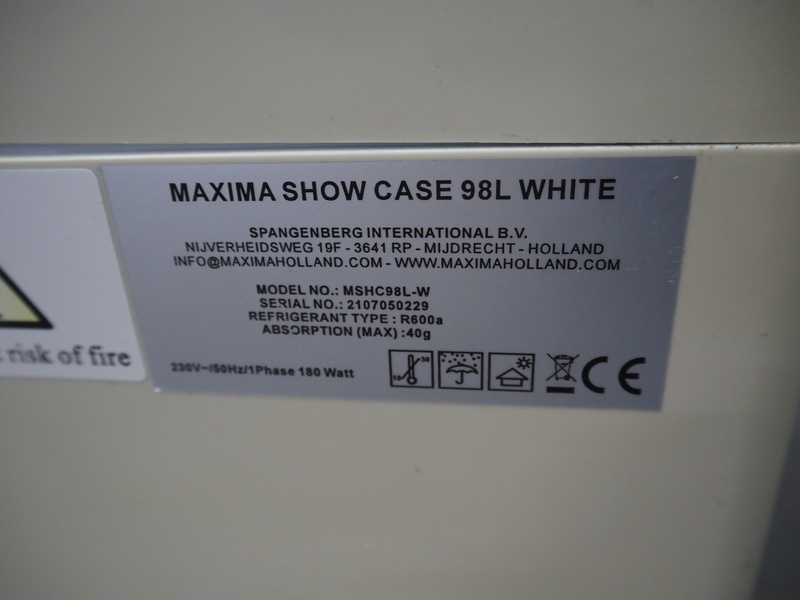 MAXIMA SHOW CASE 98L WHITE
SPANGENBERG INTERNATIONAL B.V.
NIJVERHEIDSWEG 19F - 3641 RP - MIJDRECHT - HOLLAND
INFO@MAXIMAHOLLAND.COM - WWW.MAXIMAHOLLAND.COM
MODEL NO.: MSHC98L-W
SERIAL NO.: 2107050229
REFRIGERANT TYPE : R600a
ABSORPTION (MAX) :40g
230V~/50Hz/1Phase 180 Watt
CE
risk of fire